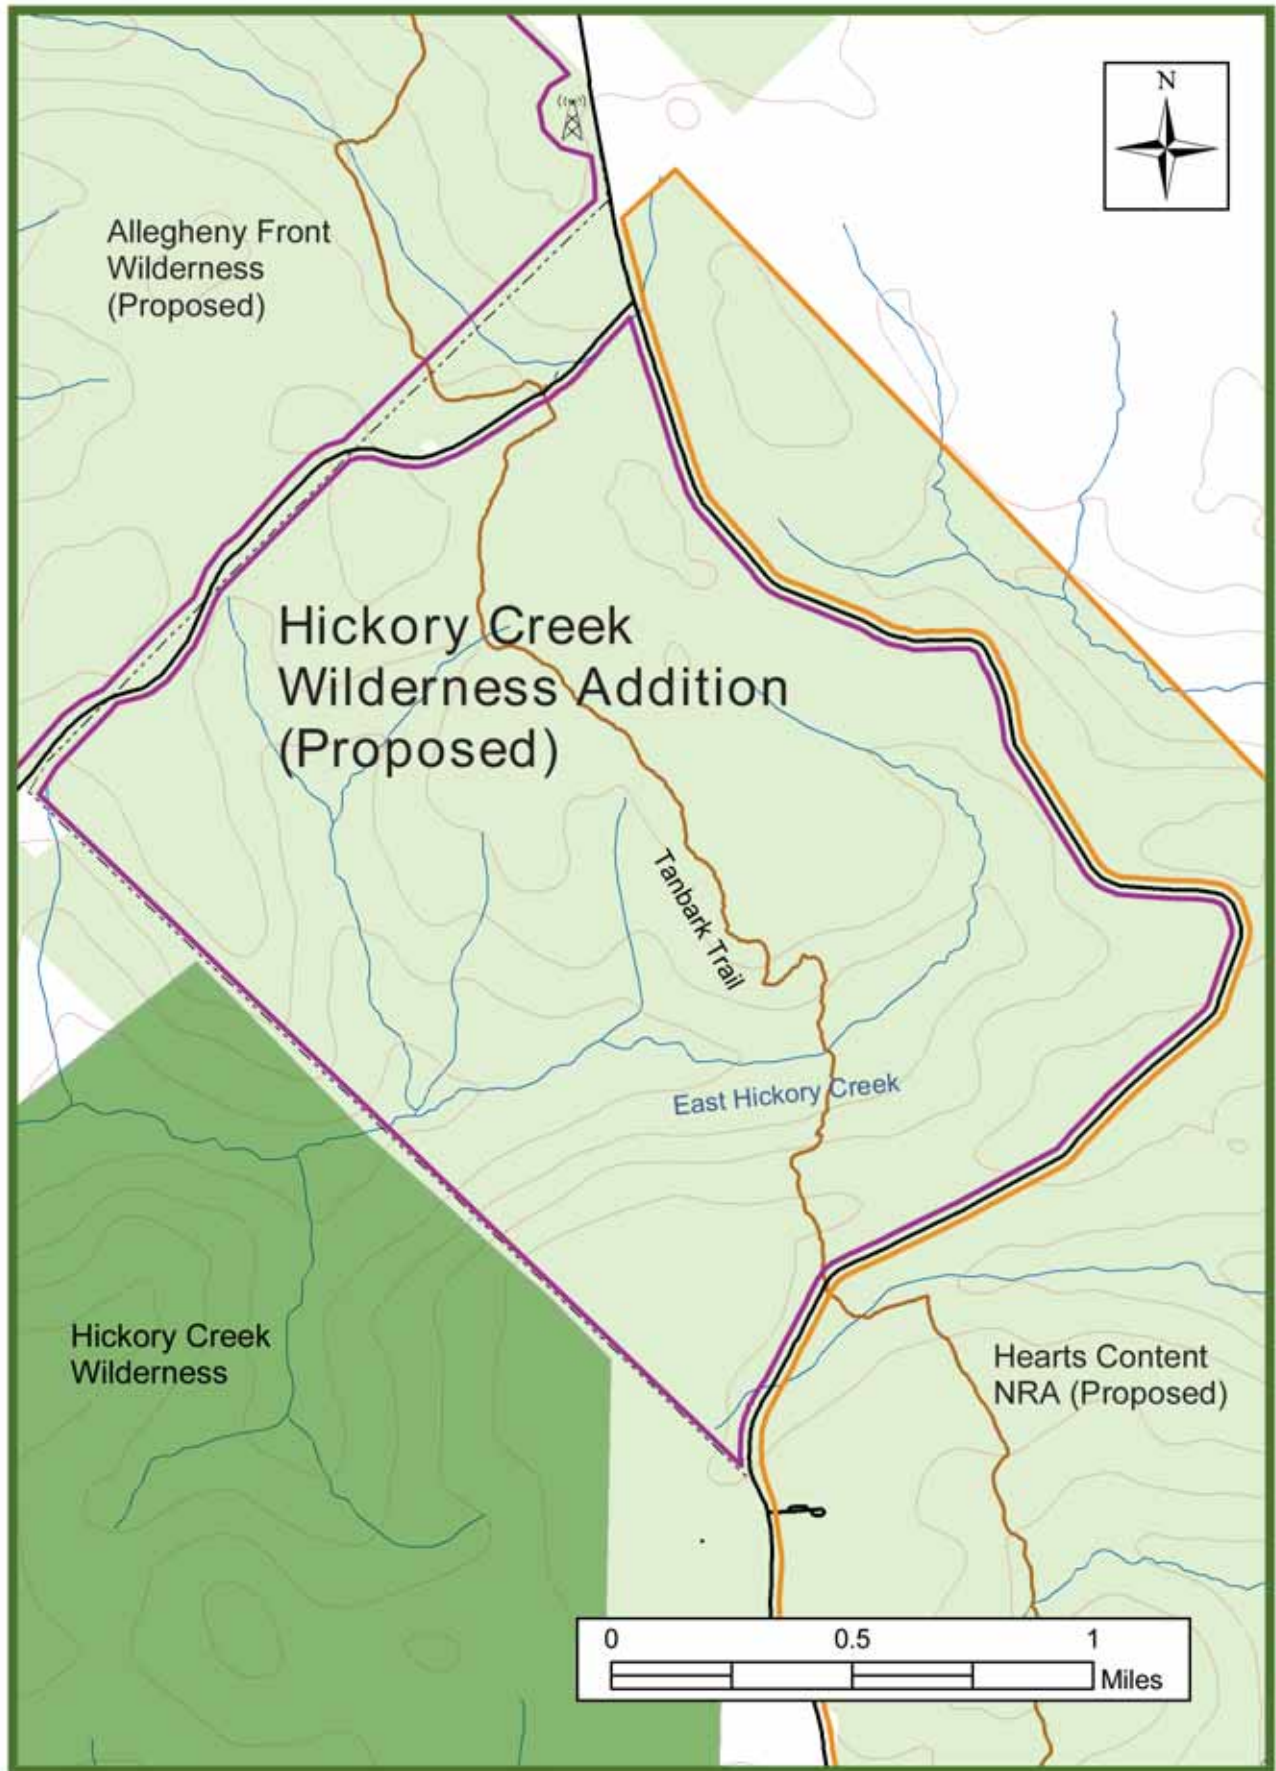 N
Allegheny Front
Wilderness
(Proposed)
Hickory Creek
Wilderness Addition
(Proposed)
Tanbark Trail
East Hickory Creek
Hickory Creek
Wilderness
Hearts Content
NRA (Proposed)
0 0.5 1
Miles